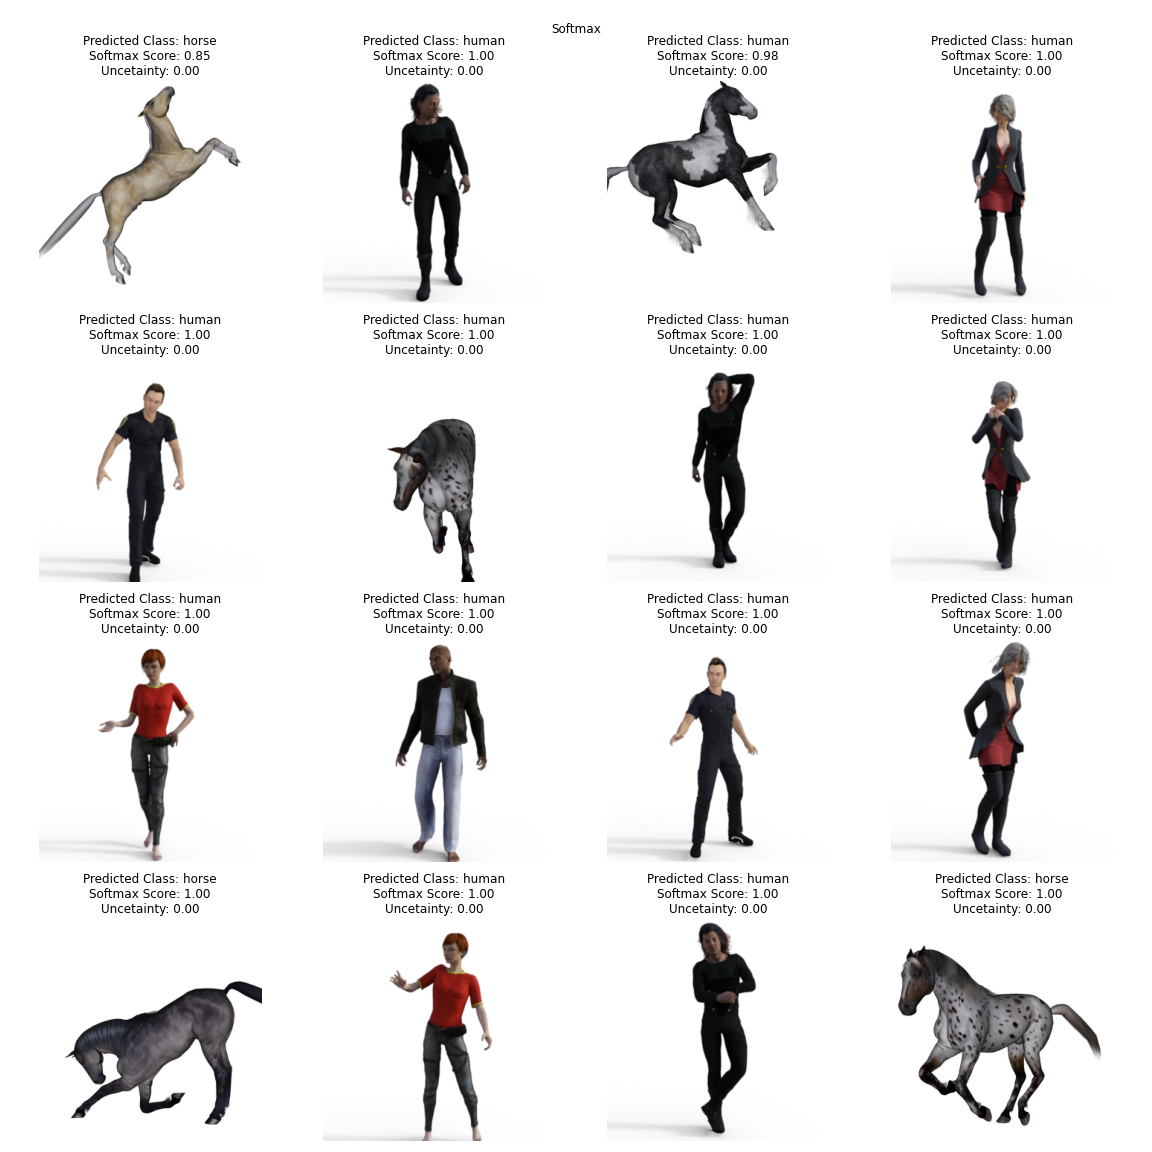 Softmax
Predicted Class: horse
Softmax Score: 0.85
Uncetainty: 0.00
Predicted Class: human
Softmax Score: 1.00
Uncetainty: 0.00
Predicted Class: human
Softmax Score: 0.98
Uncetainty: 0.00
Predicted Class: human
Softmax Score: 1.00
Uncetainty: 0.00
Predicted Class: human
Softmax Score: 1.00
Uncetainty: 0.00
Predicted Class: human
Softmax Score: 1.00
Uncetainty: 0.00
Predicted Class: human
Softmax Score: 1.00
Uncetainty: 0.00
Predicted Class: human
Softmax Score: 1.00
Uncetainty: 0.00
Predicted Class: human
Softmax Score: 1.00
Uncetainty: 0.00
Predicted Class: human
Softmax Score: 1.00
Uncetainty: 0.00
Predicted Class: human
Softmax Score: 1.00
Uncetainty: 0.00
Predicted Class: human
Softmax Score: 1.00
Uncetainty: 0.00
Predicted Class: horse
Softmax Score: 1.00
Uncetainty: 0.00
Predicted Class: human
Softmax Score: 1.00
Uncetainty: 0.00
Predicted Class: human
Softmax Score: 1.00
Uncetainty: 0.00
Predicted Class: horse
Softmax Score: 1.00
Uncetainty: 0.00